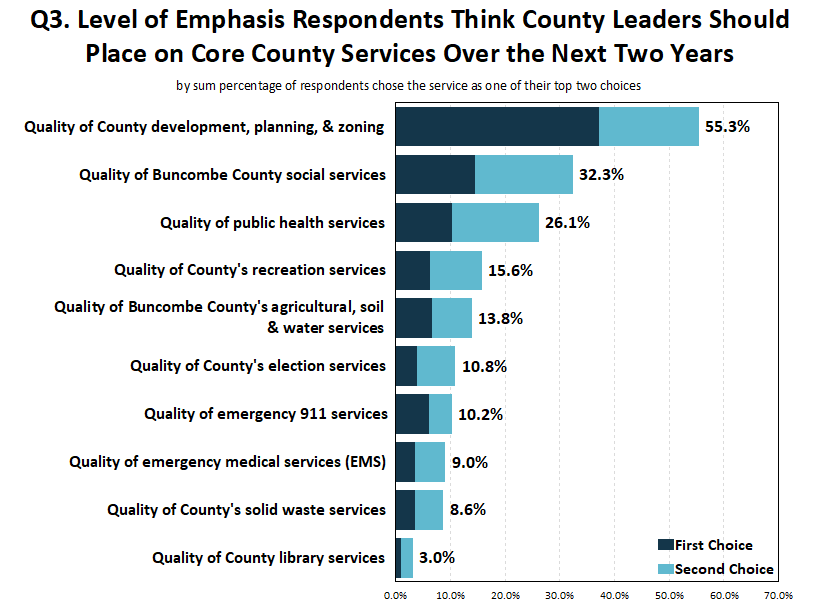 Q3. Level of Emphasis Respondents Think County Leaders Should
Place on Core County Services Over the Next Two Years
by sum percentage of respondents chose the service as one of their top two choices
Quality of County development, planning, & zoning
55.3%
Quality of Buncombe County social services
32.3%
Quality of public health services
26.1%
Quality of County's recreation services
15.6%
Quality of Buncombe County's agricultural, soil
& water services
13.8%
Quality of County's election services
10.8%
Quality of emergency 911 services
10.2%
Quality of emergency medical services (EMS)
9.0%
Quality of County's solid waste services
8.6%
Quality of County library services
3.0%
First Choice
Second Choice
0.0% 10.0% 20.0% 30.0% 40.0% 50.0% 60.0% 70.0%